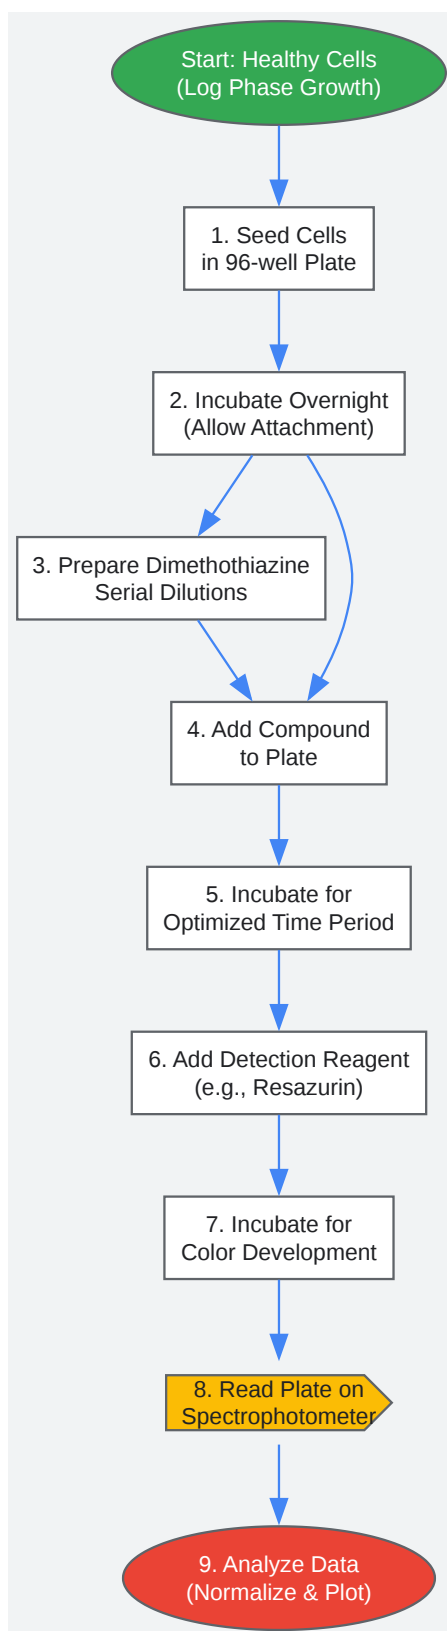 Start: Healthy Cells
(Log Phase Growth)
1. Seed Cells
in 96-well Plate
2. Incubate Overnight
(Allow Attachment)
3. Prepare Dimethothiazine
Serial Dilutions
4. Add Compound
to Plate
5. Incubate for
Optimized Time Period
6. Add Detection Reagent
(e.g., Resazurin)
7. Incubate for
Color Development
8. Read Plate on
Spectrophotometer
9. Analyze Data
(Normalize & Plot)